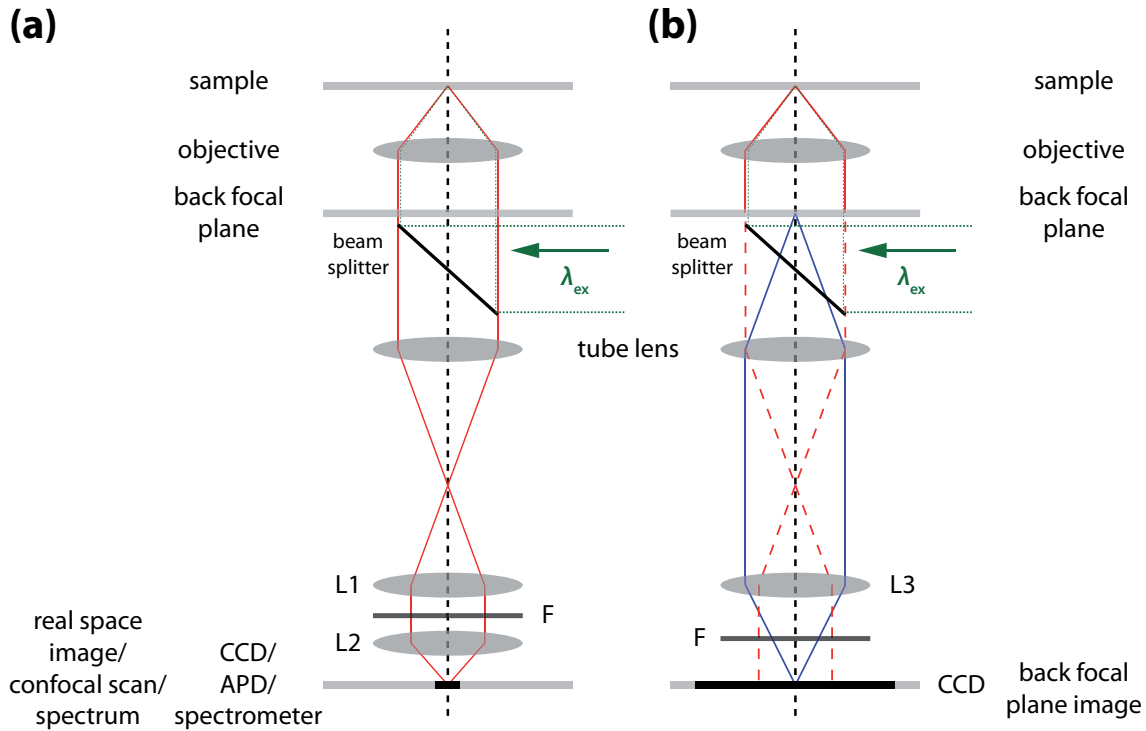 (a)
sample
objective
back focal
plane
beam
splitter
λex
tube lens
L1
F
L2
real space
image/
confocal scan/
spectrum
CCD/
APD/
spectrometer
(b)
objective
back focal
plane
beam
splitter
λex
L3
F
CCD
back focal
plane image